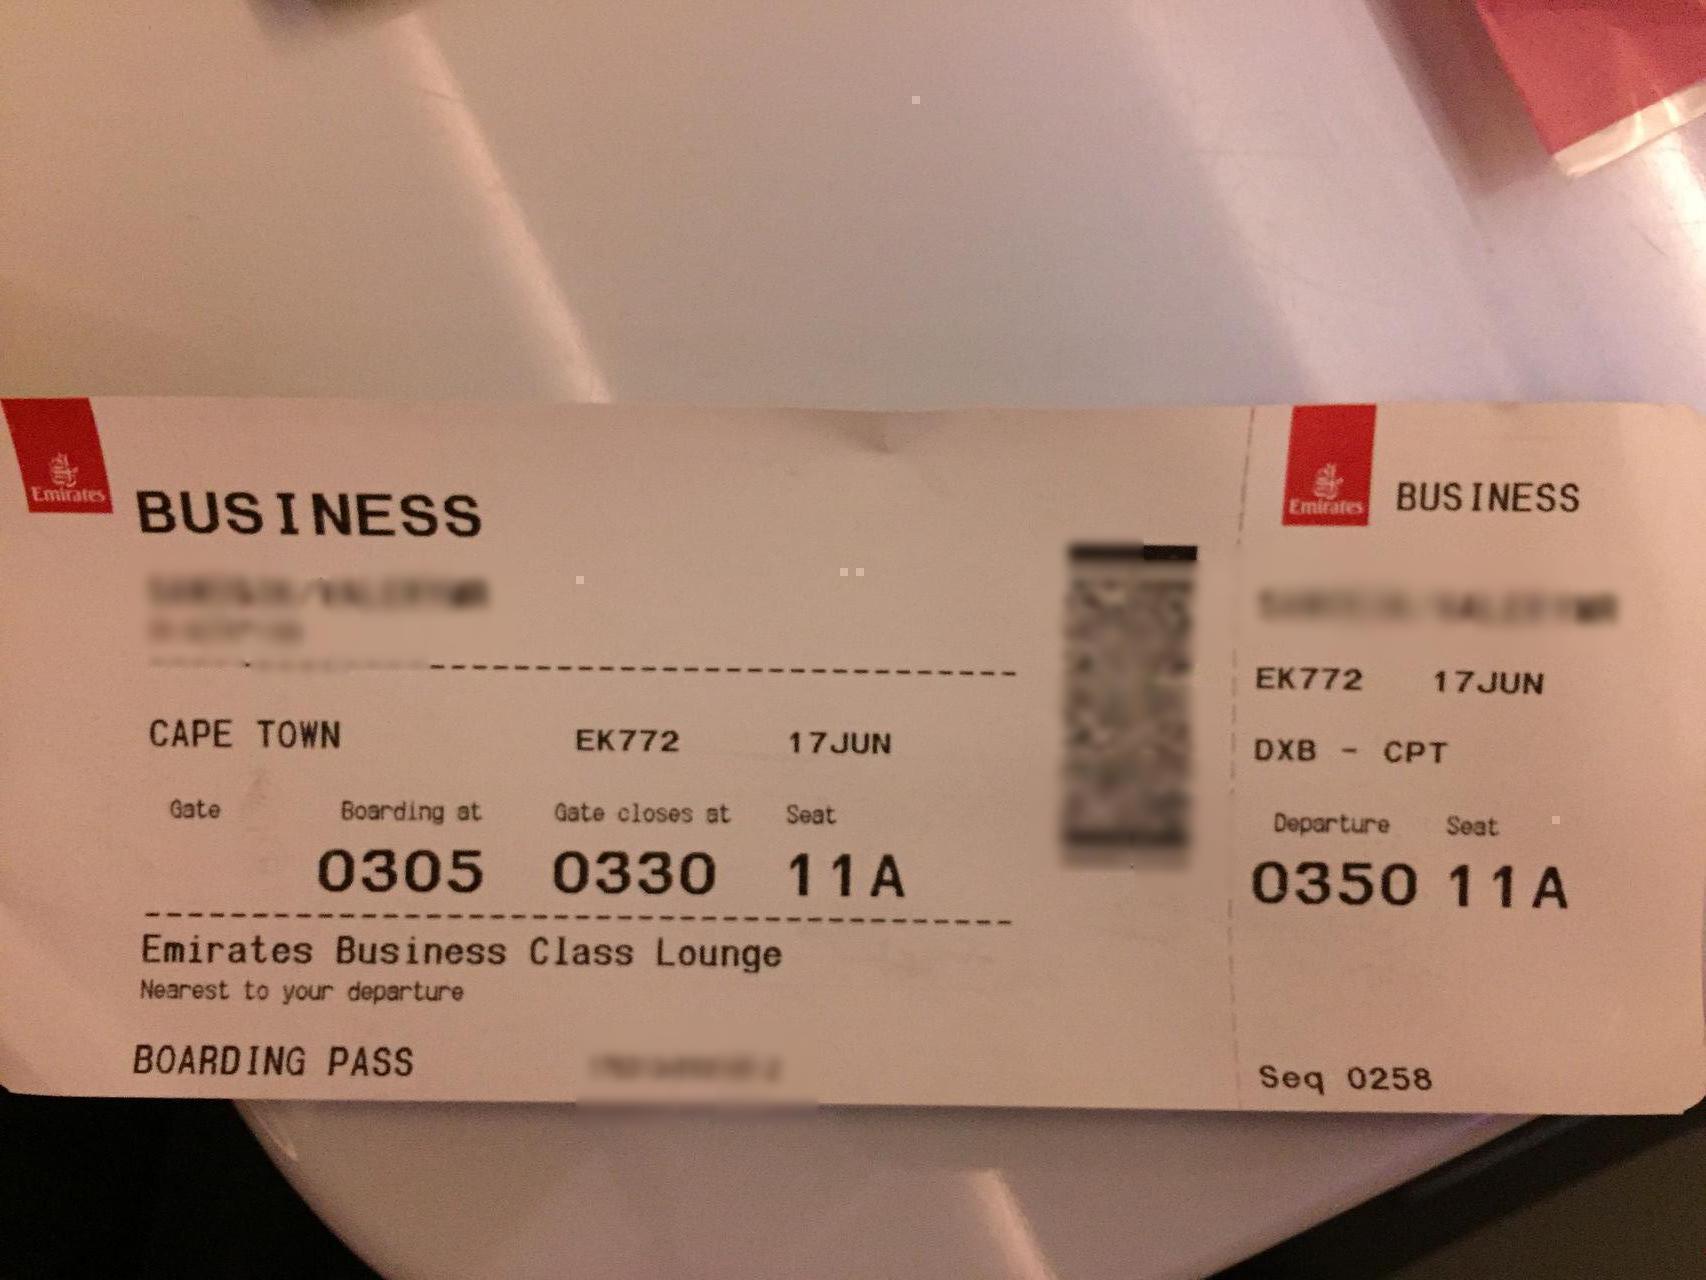 Emirates
BUSINESS
CAPE TOWN EK772 17JUN
Gate Boarding at Gate closes at Seat
0305 0330 11A
Emirates Business Class Lounge
Nearest to your departure
BOARDING PASS
Emirates
BUSINESS
EK772 17JUN
DXB - CPT
Departure Seat
0350 11A
Seq 0258